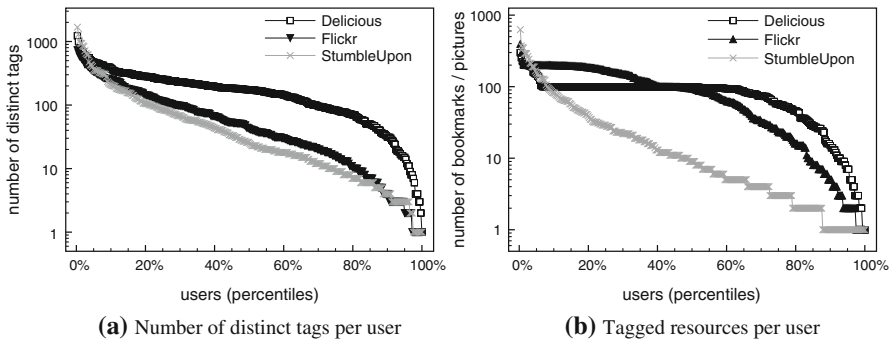 1000
100
10
1
number of distinct tags
0%
20%
40%
60%
80%
100%
users (percentiles)
Delicious
Flickr
StumbleUpon
(a) Number of distinct tags per user
1000
100
10
1
number of bookmarks / pictures
0%
20%
40%
60%
80%
100%
users (percentiles)
Delicious
Flickr
StumbleUpon
(b) Tagged resources per user